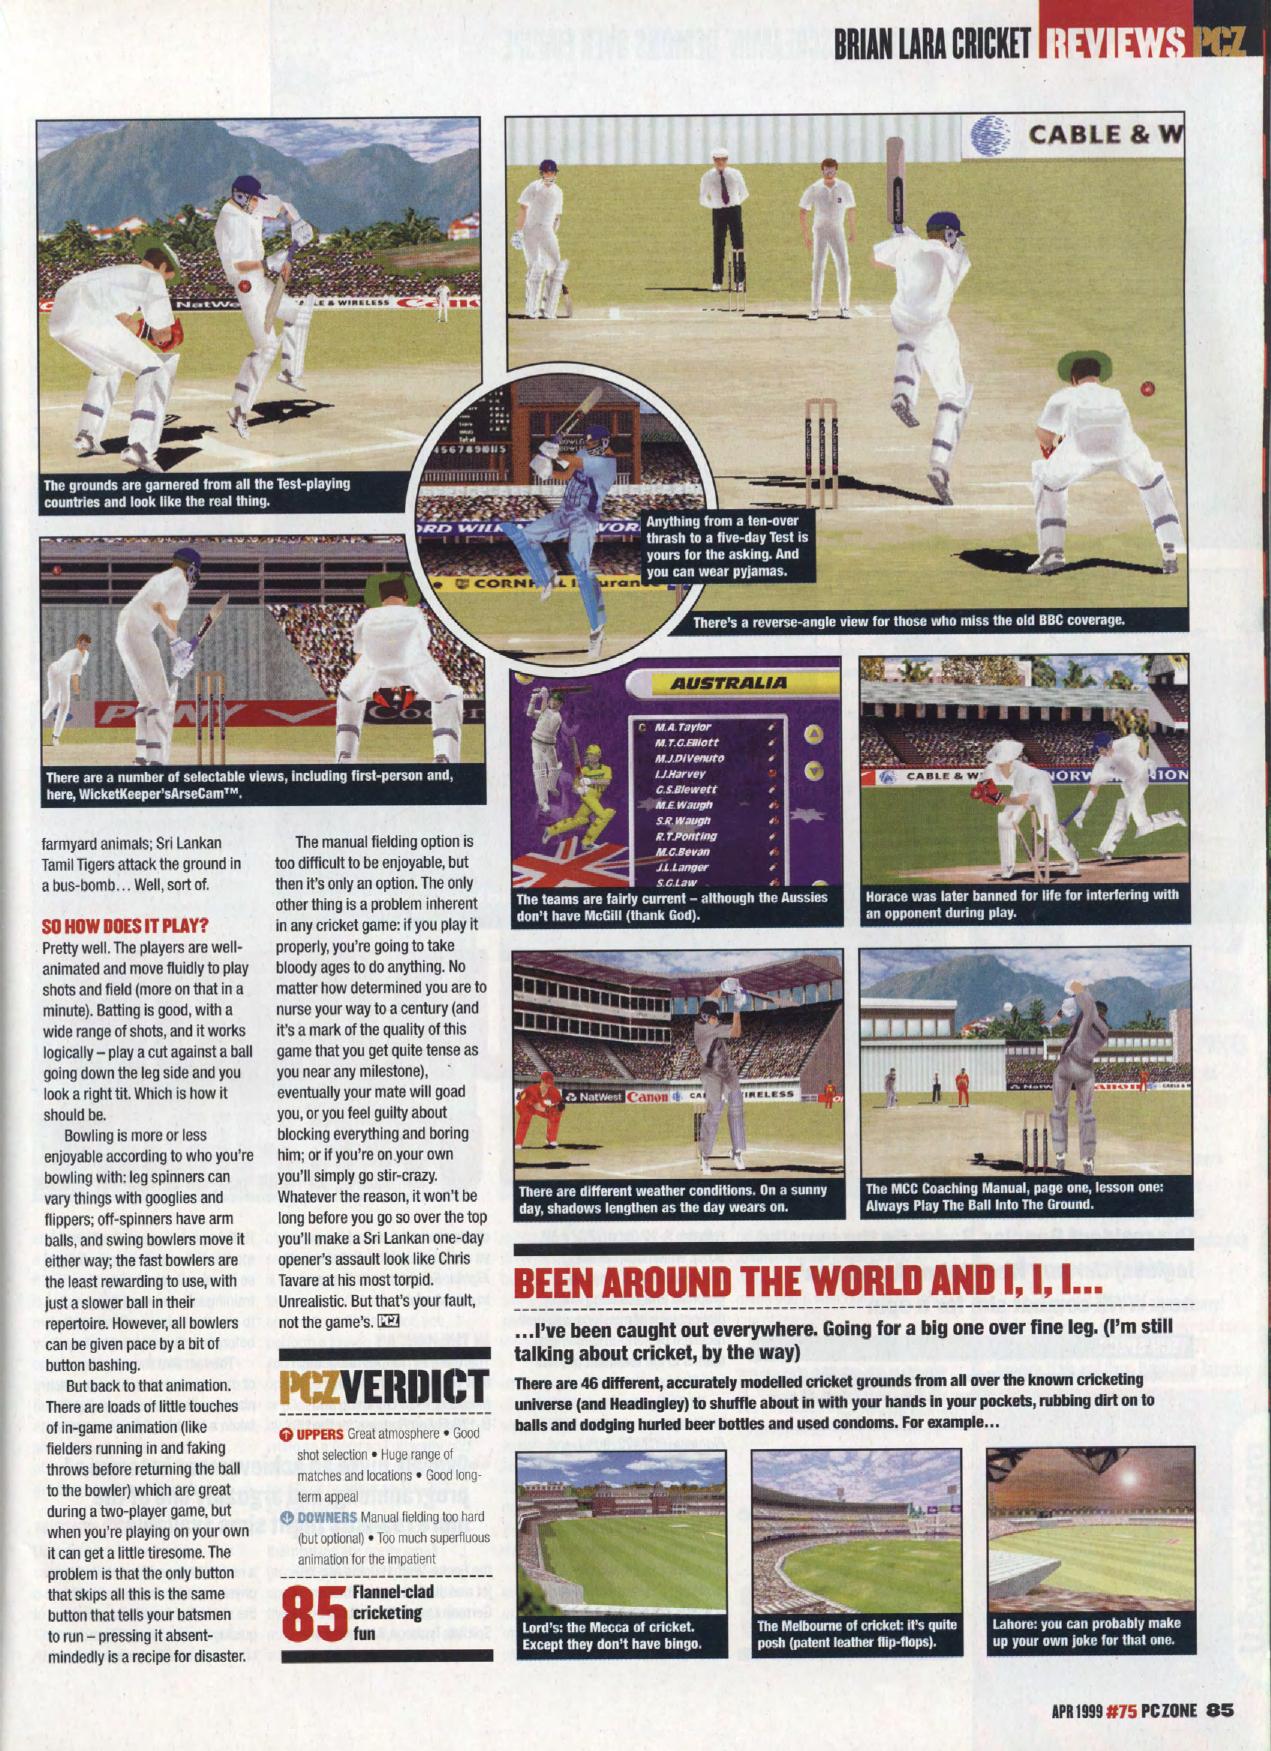 BRIAN LARA CRICKET REVIEWS PCZ
CABLE & W
NatWe
LE & WIRELESS
The grounds are garnered from all the Test-playing
countries and look like the real thing.
4567890
CORN
Anything from a ten-over
thrash to a five-day Test is
yours for the asking. And
you can wear pyjamas.
There's a reverse-angle view for those who miss the old BBC coverage.
There are a number of selectable views, including first-person and,
here, WicketKeeper'sArseCam™.
AUSTRALIA
C M.A.Taylor
M.T.G.Elliott
M.J.DiVenuto
I.J.Harvey
G.S.Blewett
M.E.Waugh
S.R.Waugh
R.T.Ponting
M.G.Bevan
J.L.Langer
S.G.Law
The teams are fairly current – although the Aussies
don't have McGill (thank God).
CABLE & W
Horace was later banned for life for interfering with
an opponent during play.
NatWest Canon CA IRELESS
There are different weather conditions. On a sunny
day, shadows lengthen as the day wears on.
The MCC Coaching Manual, page one, lesson one:
Always Play The Ball Into The Ground.
farmyard animals; Sri Lankan
Tamil Tigers attack the ground in
a bus-bomb... Well, sort of.
SO HOW DOES IT PLAY?
Pretty well. The players are well-
animated and move fluidly to play
shots and field (more on that in a
minute). Batting is good, with a
wide range of shots, and it works
logically – play a cut against a ball
going down the leg side and you
look a right tit. Which is how it
should be.
Bowling is more or less
enjoyable according to who you're
bowling with: leg spinners can
vary things with googlies and
flippers; off-spinners have arm
balls, and swing bowlers move it
either way; the fast bowlers are
the least rewarding to use, with
just a slower ball in their
repertoire. However, all bowlers
can be given pace by a bit of
button bashing.
But back to that animation.
There are loads of little touches
of in-game animation (like
fielders running in and faking
throws before returning the ball
to the bowler) which are great
during a two-player game, but
when you're playing on your own
it can get a little tiresome. The
problem is that the only button
that skips all this is the same
button that tells your batsmen
to run – pressing it absent-
mindedly is a recipe for disaster.
The manual fielding option is
too difficult to be enjoyable, but
then it's only an option. The only
other thing is a problem inherent
in any cricket game: if you play it
properly, you're going to take
bloody ages to do anything. No
matter how determined you are to
nurse your way to a century (and
it's a mark of the quality of this
game that you get quite tense as
you near any milestone),
eventually your mate will goad
you, or you feel guilty about
blocking everything and boring
him; or if you're on your own
you'll simply go stir-crazy.
Whatever the reason, it won't be
long before you go so over the top
you'll make a Sri Lankan one-day
opener's assault look like Chris
Tavare at his most torpid.
Unrealistic. But that's your fault,
not the game's. PCZ
PCZVERDICT
UPPERS Great atmosphere • Good
shot selection • Huge range of
matches and locations • Good long-
term appeal
DOWNERS Manual fielding too hard
(but optional) • Too much superfluous
animation for the impatient
85 Flannel-clad
cricketing
fun
BEEN AROUND THE WORLD AND I, I, I...
...I've been caught out everywhere. Going for a big one over fine leg. (I'm still
talking about cricket, by the way)
There are 46 different, accurately modelled cricket grounds from all over the known cricketing
universe (and Headingley) to shuffle about in with your hands in your pockets, rubbing dirt on to
balls and dodging hurled beer bottles and used condoms. For example...
Lord's: the Mecca of cricket.
Except they don't have bingo.
The Melbourne of cricket: it's quite
posh (patent leather flip-flops).
Lahore: you can probably make
up your own joke for that one.
APR 1999 #75 PC ZONE 85